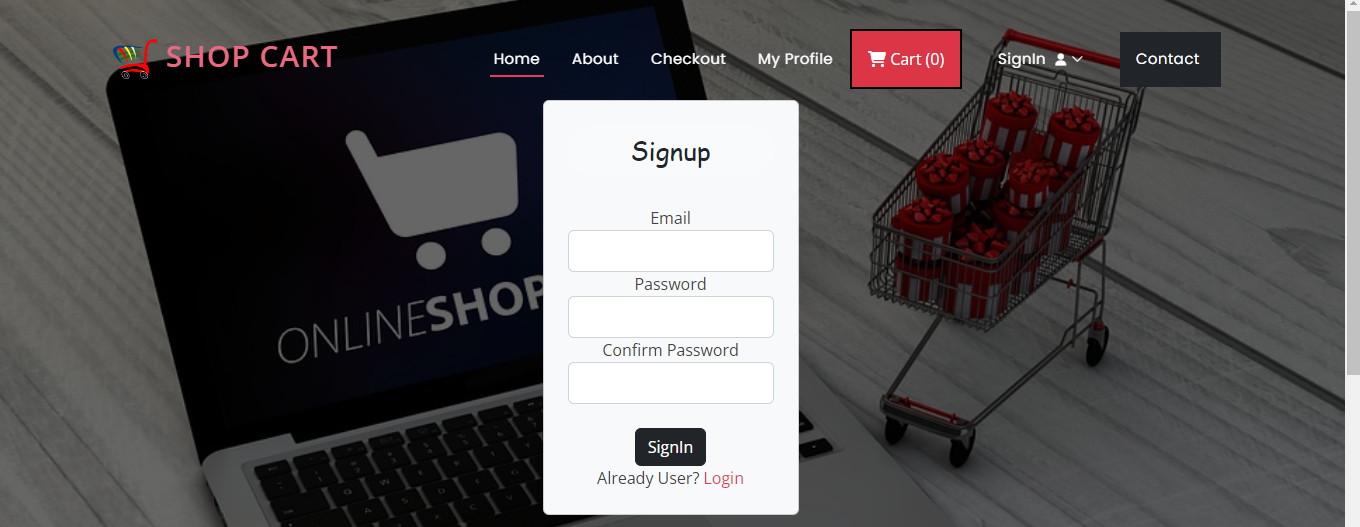 SHOP CART
Home About Checkout My Profile Cart (0) SignIn Contact
Signup
Email
Password
Confirm Password
SignIn
Already User? Login
ONLINESHOP